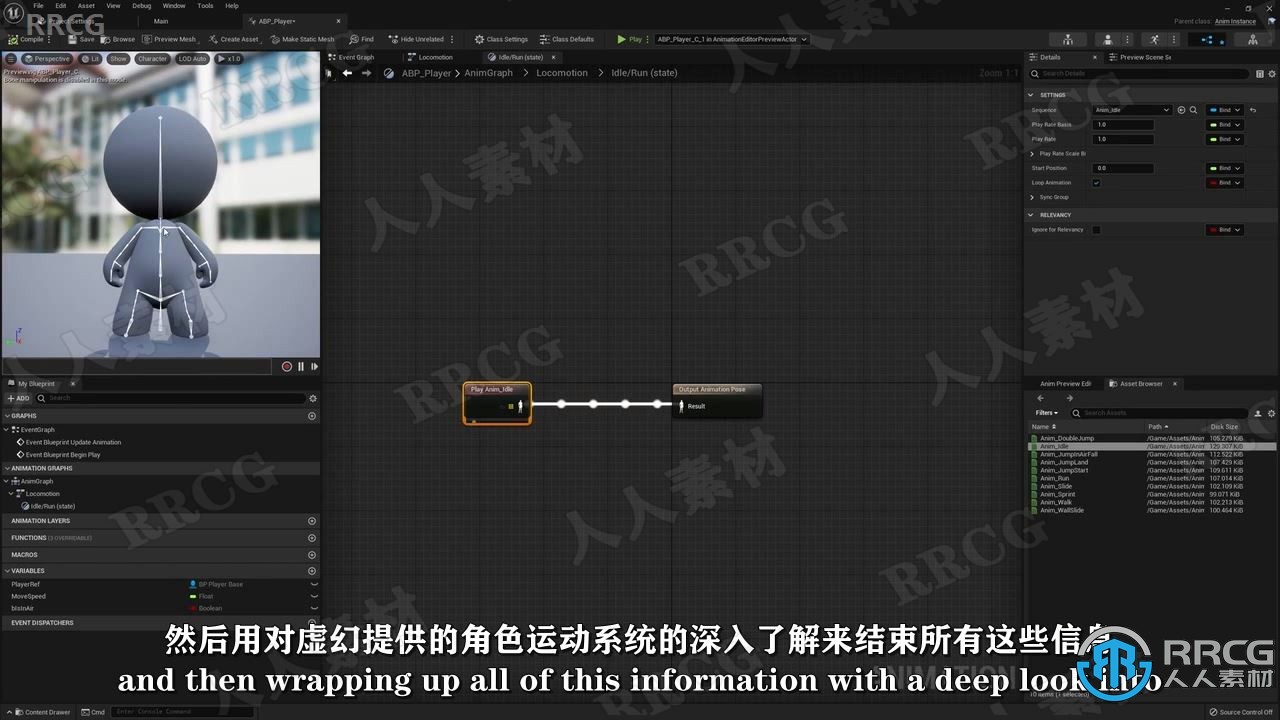 File Edit Asset View Debug Window Tools Help
Project Settings Main ABP_Player•
Parent class: Anim Instance
Compile Save Browse Preview Mesh Create Asset Make Static Mesh Find Hide Unrelated Class Settings Class Defaults Play ABP_Player_C_1 in AnimationEditorPreviewActor
Perspective Lit Show Character LOD Auto x1.0
Previewing ABP_Player_C.
Bone manipulation is disabled in this mode.
Event Graph Locomotion Idle/Run (state)
ABP_Player > AnimGraph > Locomotion > Idle/Run (state) Zoom 1:1
Play Anim_Idle
Output Animation Pose
Result
Details Preview Scene Se
Search Details
SETTINGS
Sequence Anim_Idle Bind
Play Rate Basis 1.0 Bind
Play Rate 1.0 Bind
Play Rate Scale Bi
Start Position 0.0 Bind
Loop Animation Bind
Sync Group
RELEVANCY
Ignore for Relevancy Bind
My Blueprint
ADD Search
GRAPHS
EventGraph
Event Blueprint Update Animation
Event Blueprint Begin Play
ANIMATION GRAPHS
AnimGraph
Locomotion
Idle/Run (state)
ANIMATION LAYERS
FUNCTIONS (3 OVERRIDABLE)
MACROS
VARIABLES
PlayerRef BP Player Base
MoveSpeed Float
bIsInAir Boolean
EVENT DISPATCHERS
Anim Preview Edit Asset Browser
Filters Search Assets
Name Path Disk Size
Anim_DoubleJump /Game/Assets/Anim 105.279 KiB
Anim_Idle /Game/Assets/Anim 129.307 KiB
Anim_JumpInAirFall /Game/Assets/Anim 112.522 KiB
Anim_JumpLand /Game/Assets/Anim 107.429 KiB
Anim_JumpStart /Game/Assets/Anim 109.611 KiB
Anim_Run /Game/Assets/Anim 107.014 KiB
Anim_Slide /Game/Assets/Anim 102.109 KiB
Anim_Sprint /Game/Assets/Anim 99.071 KiB
Anim_Walk /Game/Assets/Anim 102.213 KiB
Anim_WallSlide /Game/Assets/Anim 100.464 KiB
10 items (1 selected)
ANIMATION
然后用对虚幻提供的角色运动系统的深入了解来结束所有这些信息
and then wrapping up all of this information with a deep look into
RRCG
人人素材
Content Drawer Cmd Enter Console Command Source Control Off